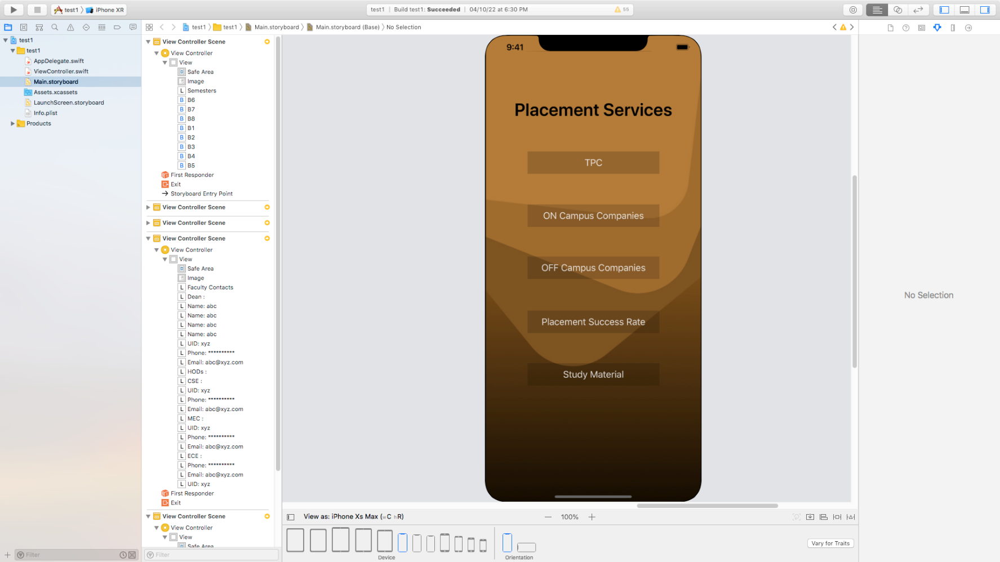 test1 iPhone XR
test1 | Build test1: Succeeded | 04/10/22 at 6:30 PM
55
test1 test1 Main.storyboard Main.storyboard (Base) No Selection
test1
test1
AppDelegate.swift
ViewController.swift
Main.storyboard
Assets.xcassets
LaunchScreen.storyboard
Info.plist
Products
Filter
View Controller Scene
View Controller
View
Safe Area
Image
L Semesters
B B6
B B7
B B8
B B1
B B2
B B3
B B4
B B5
First Responder
Exit
Storyboard Entry Point
View Controller Scene
View Controller Scene
View Controller Scene
View Controller
View
Safe Area
Image
L Faculty Contacts
L Dean :
L Name: abc
L Name: abc
L Name: abc
L Name: abc
L UID: xyz
L Phone: **********
L Email: abc@xyz.com
L HODs :
L CSE :
L UID: xyz
L Phone: **********
L Email: abc@xyz.com
L MEC :
L UID: xyz
L Phone: **********
L Email: abc@xyz.com
L ECE :
L Phone: **********
L Email: abc@xyz.com
L UID: xyz
First Responder
Exit
View Controller Scene
View Controller
View
Safe Area
Filter
9:41
Placement Services
TPC
ON Campus Companies
OFF Campus Companies
Placement Success Rate
Study Material
View as: iPhone Xs Max (wC hR)
100%
Device
Orientation
Vary for Traits
No Selection